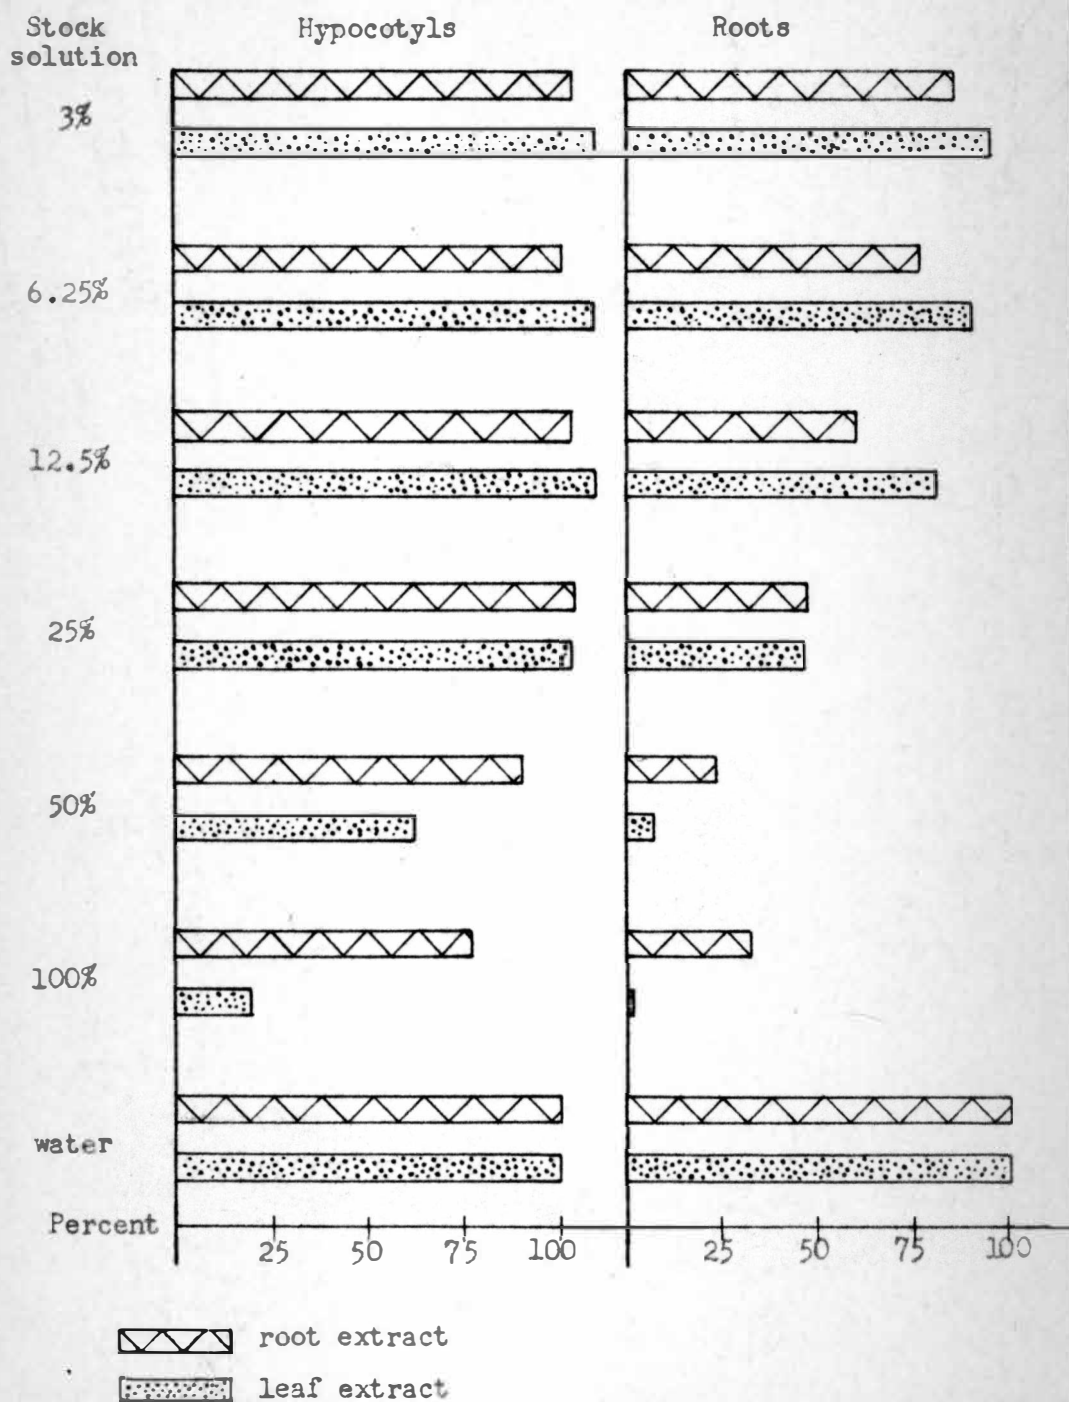 Stock
solution
Hypocotyls
Roots
3%
6.25%
12.5%
25%
50%
100%
water
Percent
25 50 75 100
25 50 75 100
root extract
leaf extract